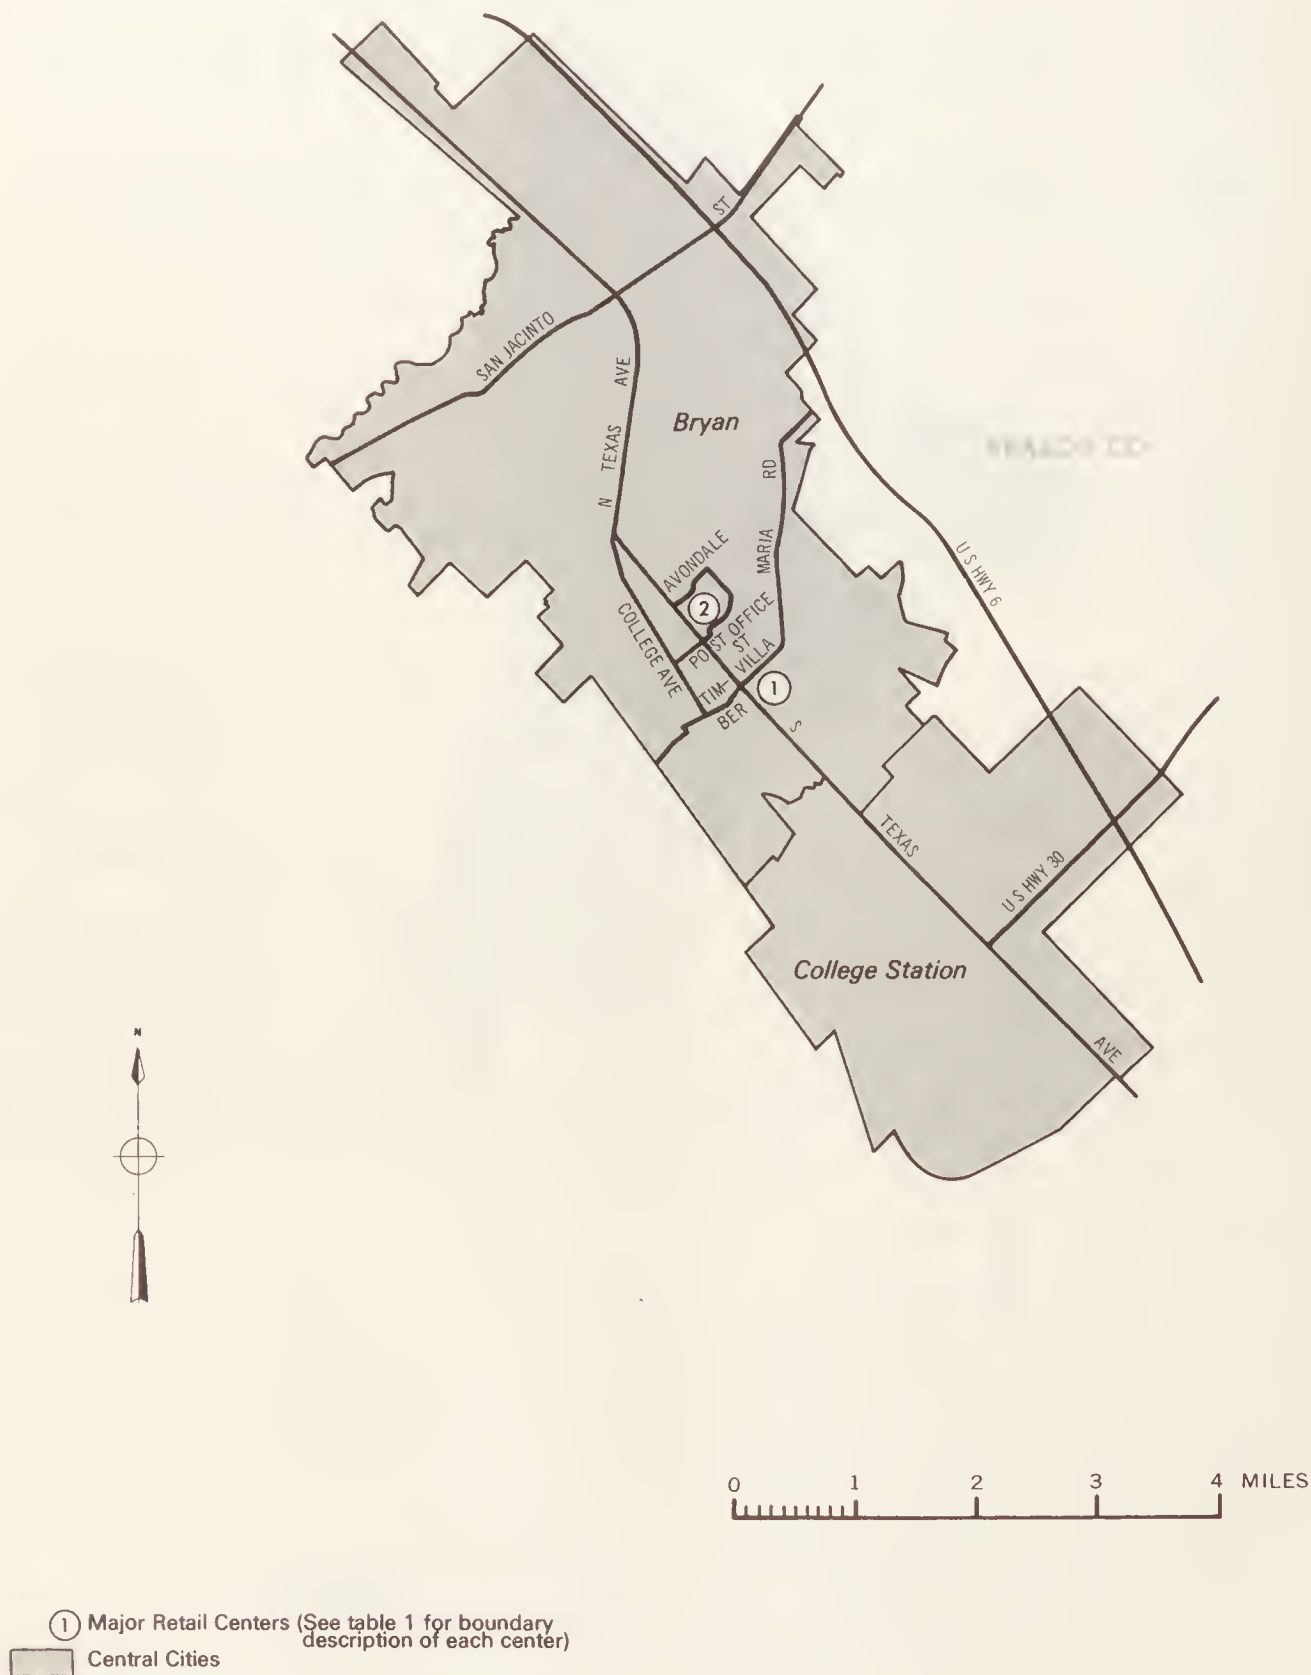 ST
SAN JACINTO
N TEXAS AVE
Bryan
MARIA RD
AVONDALE
2
POST OFFICE
ST
COLLEGE AVE
VILLA
TIM-
BER
1
S
U S HWY 6
TEXAS
U S HWY 30
College Station
AVE
N
0 1 2 3 4 MILES
1 Major Retail Centers (See table 1 for boundary
description of each center)
Central Cities